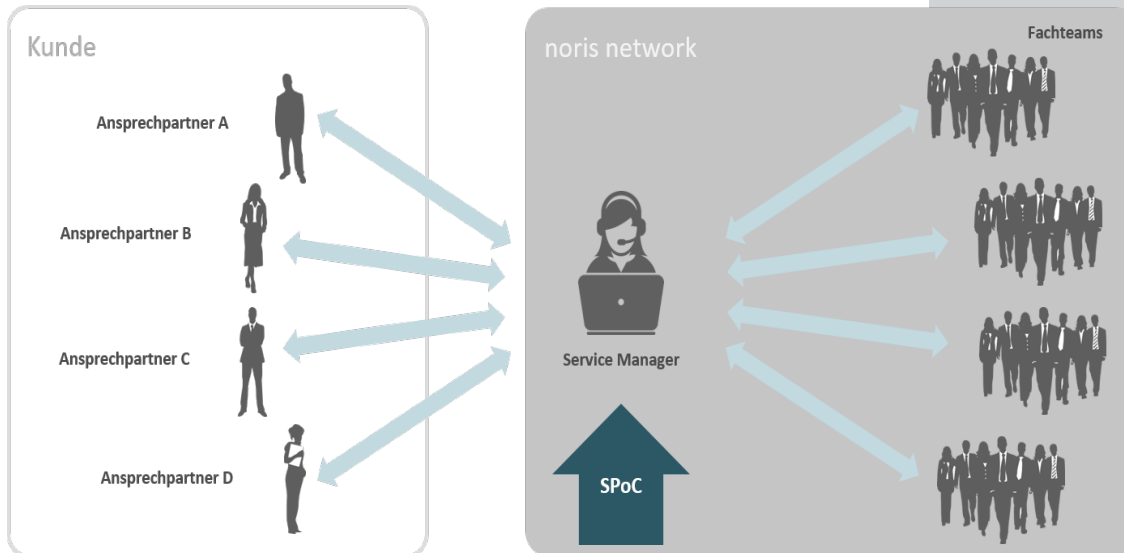 Kunde
Ansprechpartner A
Ansprechpartner B
Ansprechpartner C
Ansprechpartner D
noris network
Fachteams
Service Manager
SPoC